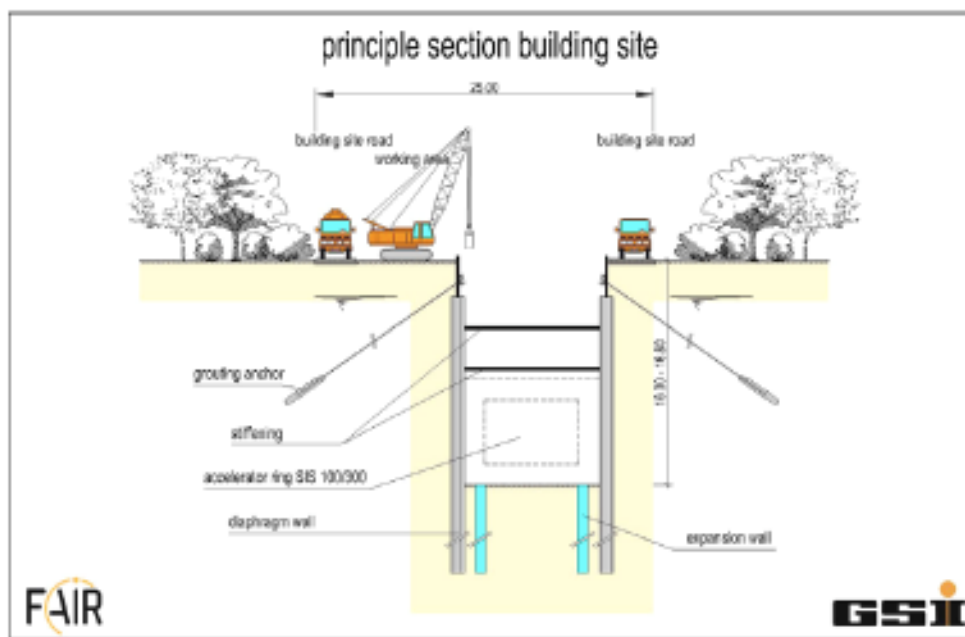 principle section building site
25.00
building site road
building site road
working area
grouting anchor
stiffening
accelerator ring SIS 100/300
diaphragm wall
expansion wall
FAIR
GSI